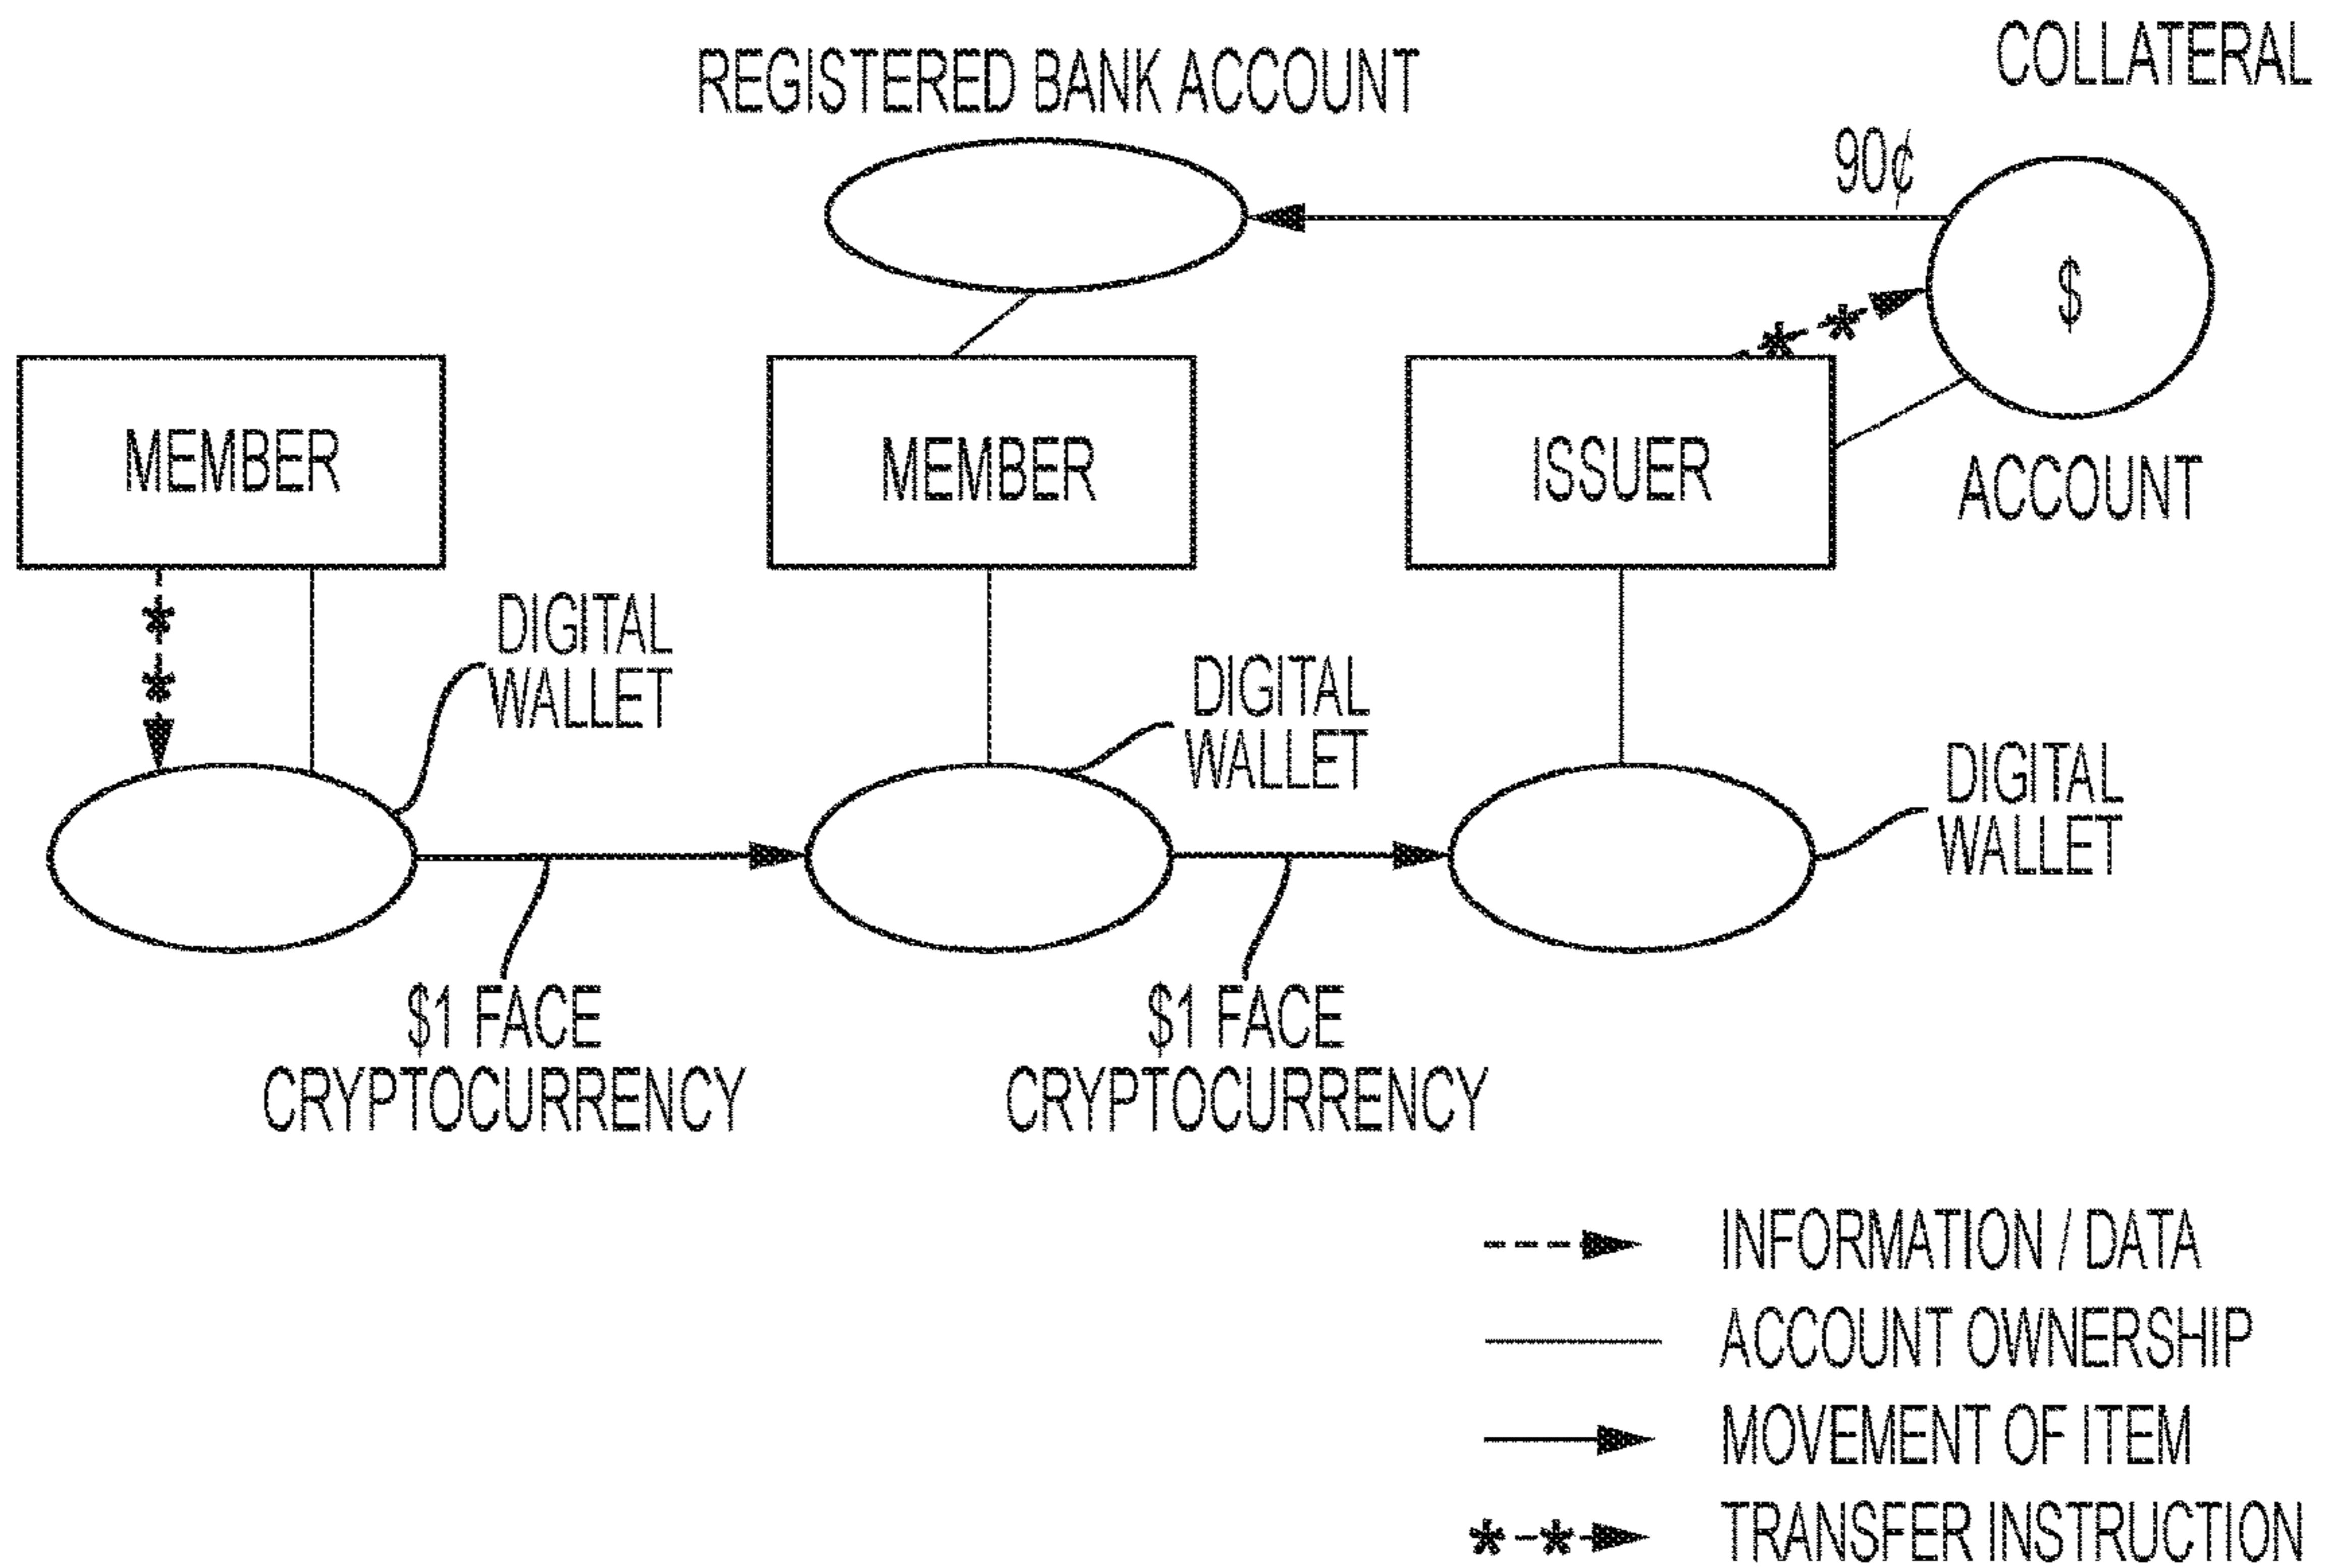 COLLATERAL
REGISTERED BANK ACCOUNT
90¢
$
MEMBER
MEMBER
ISSUER
ACCOUNT
DIGITAL
WALLET
DIGITAL
WALLET
DIGITAL
WALLET
$1 FACE
CRYPTOCURRENCY
$1 FACE
CRYPTOCURRENCY
INFORMATION / DATA
ACCOUNT OWNERSHIP
MOVEMENT OF ITEM
TRANSFER INSTRUCTION